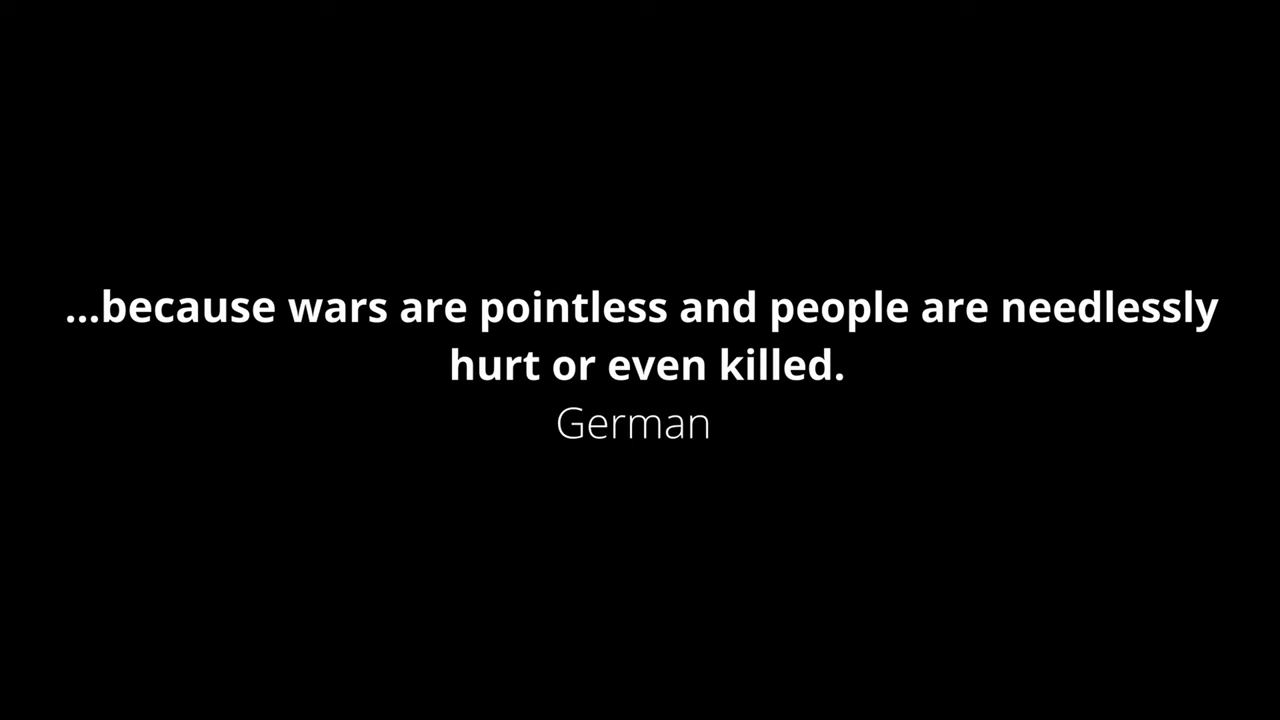 ...because wars are pointless and people are needlessly
hurt or even killed.
German